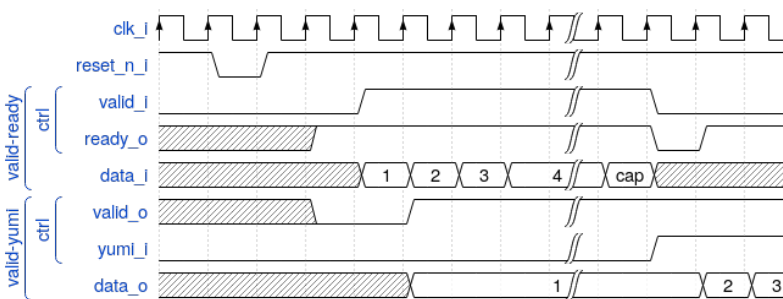 clk_i
reset_n_i
valid-ready
ctrl
valid_i
ready_o
data_i 1 2 3 4 cap
valid-yumi
ctrl
valid_o
yumi_i
data_o 1 2 3